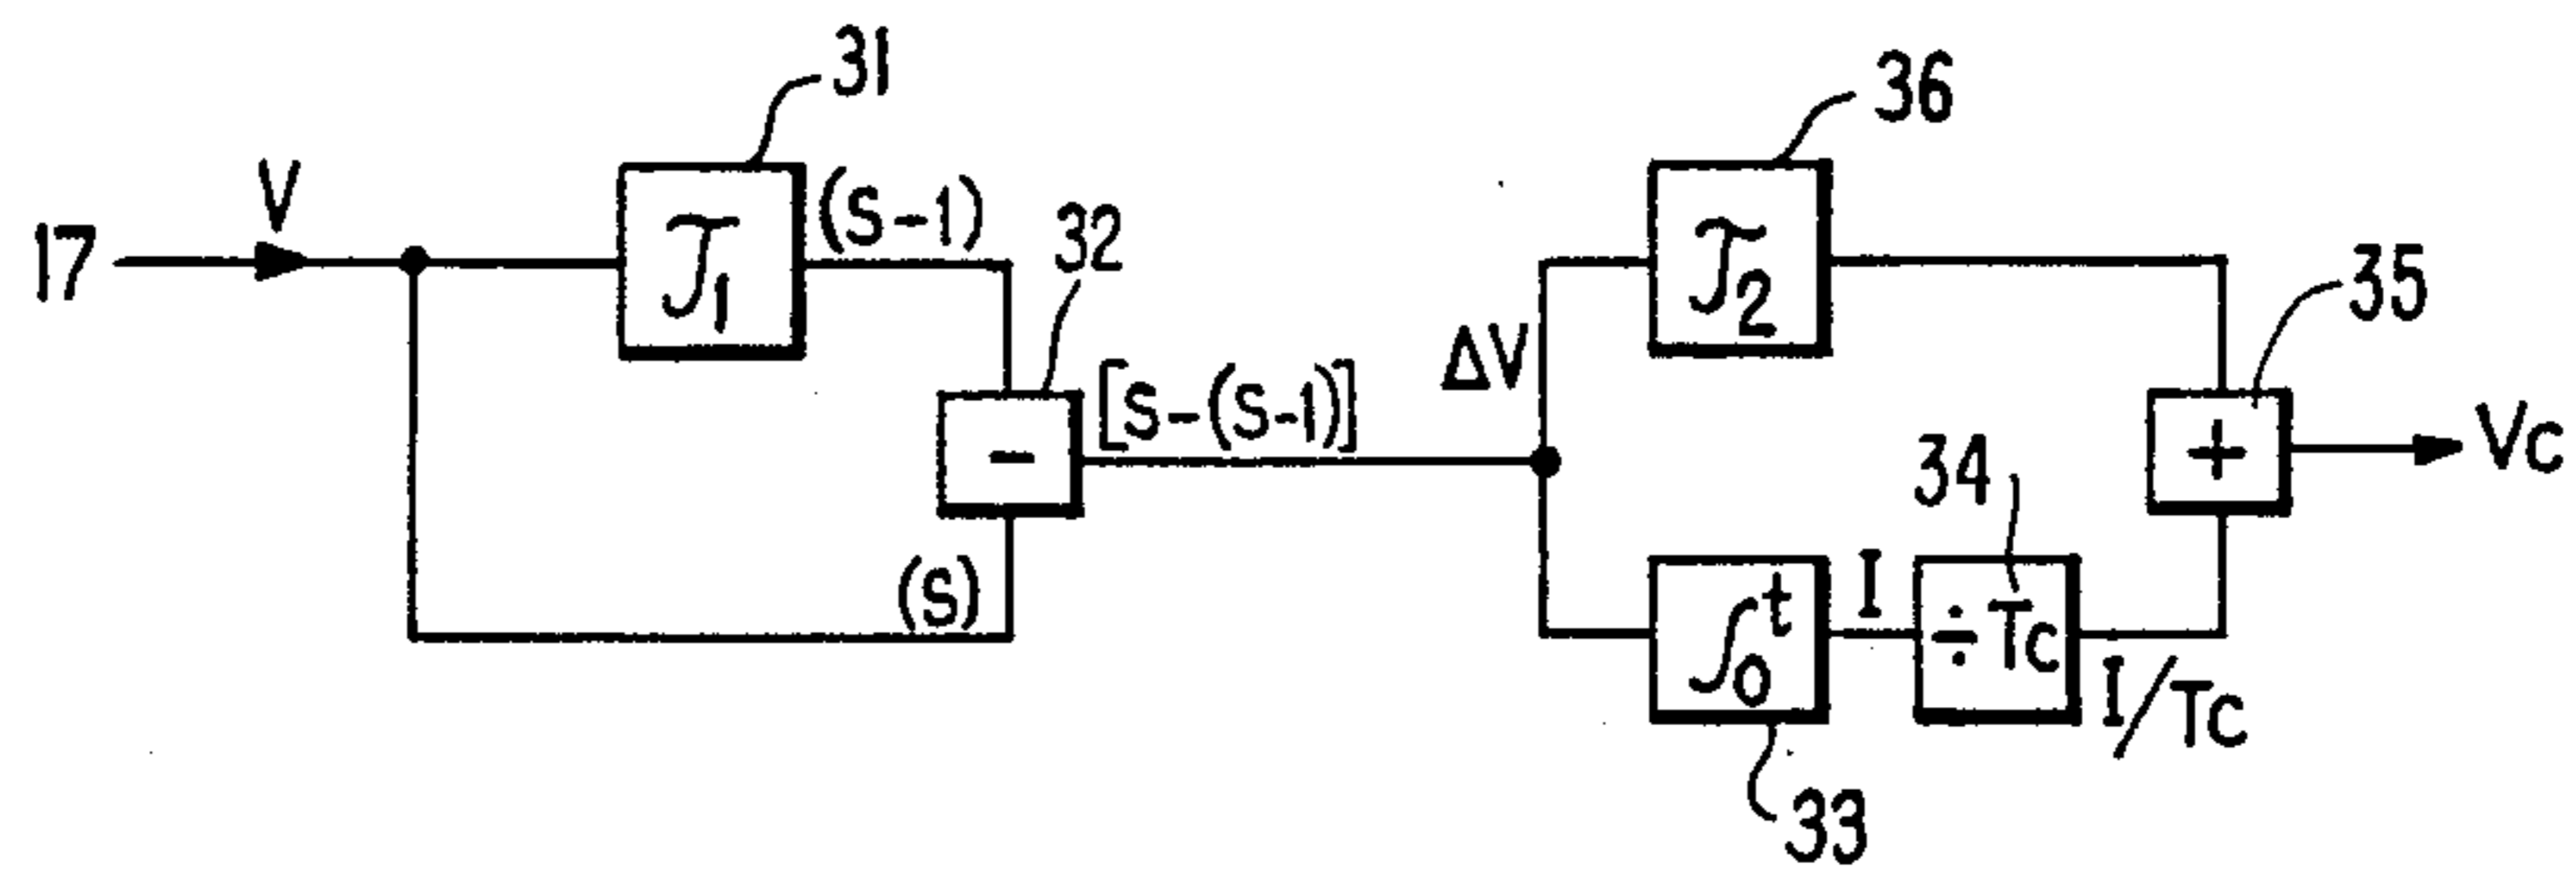 31
36
V
17
𝒯1
(S-1)
32
𝒯2
35
ΔV
[S-(S-1)]
-
+
Vc
34
(S)
∫0t
I
÷Tc
I/Tc
33